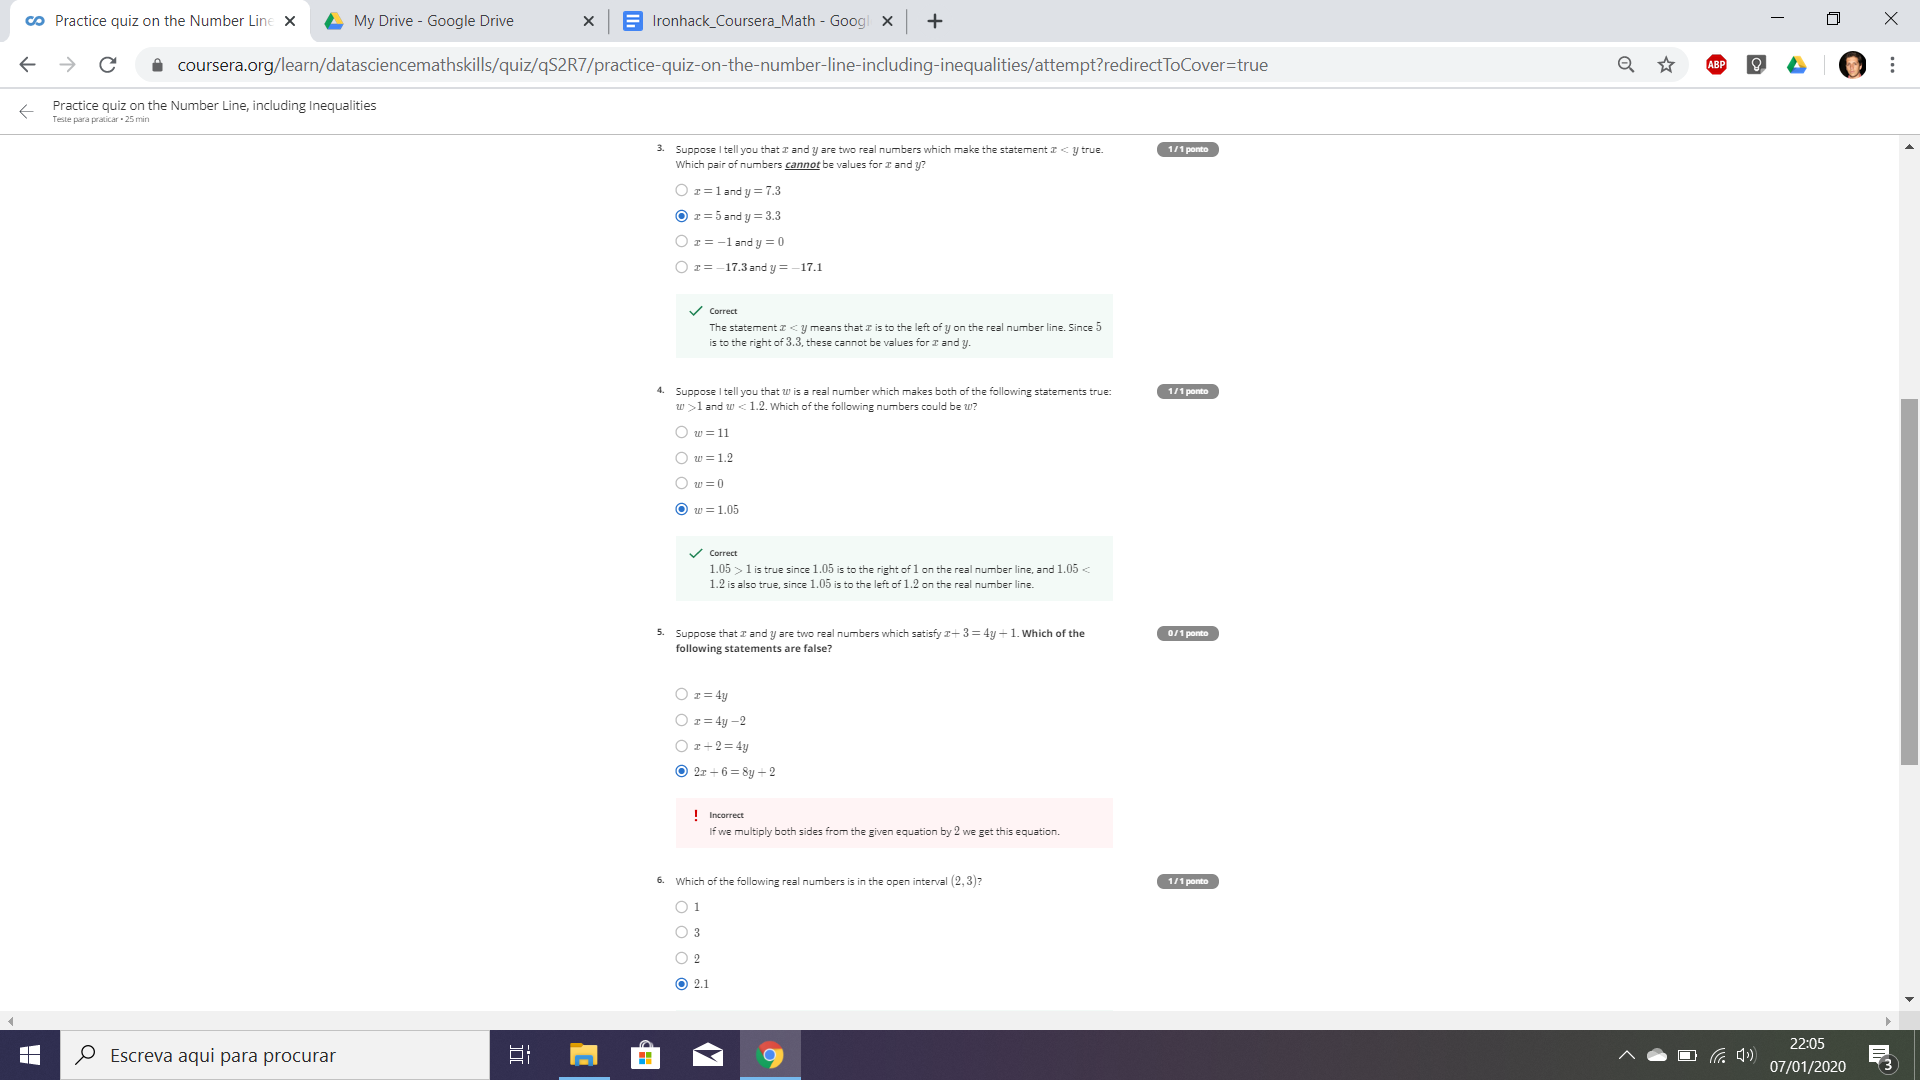 Practice quiz on the Number Line
My Drive - Google Drive
Ironhack_Coursera_Math - Googl
coursera.org/learn/datasciencemathskills/quiz/qS2R7/practice-quiz-on-the-number-line-including-inequalities/attempt?redirectToCover=true
ABP
Practice quiz on the Number Line, including Inequalities
Teste para praticar • 25 min
3. Suppose I tell you that x and y are two real numbers which make the statement x < y true.
1 / 1 ponto
Which pair of numbers cannot be values for x and y?
x = 1 and y = 7.3
x = 5 and y = 3.3
x = −1 and y = 0
x = −17.3 and y = −17.1
Correct
The statement x < y means that x is to the left of y on the real number line. Since 5
is to the right of 3.3, these cannot be values for x and y.
4. Suppose I tell you that w is a real number which makes both of the following statements true:
1 / 1 ponto
w >1 and w < 1.2. Which of the following numbers could be w?
w = 11
w = 1.2
w = 0
w = 1.05
Correct
1.05 > 1 is true since 1.05 is to the right of 1 on the real number line, and 1.05 <
1.2 is also true, since 1.05 is to the left of 1.2 on the real number line.
5. Suppose that x and y are two real numbers which satisfy x+ 3 = 4y + 1. Which of the
0 / 1 ponto
following statements are false?
x = 4y
x = 4y −2
x + 2 = 4y
2x + 6 = 8y + 2
! Incorrect
If we multiply both sides from the given equation by 2 we get this equation.
6. Which of the following real numbers is in the open interval (2, 3)?
1 / 1 ponto
1
3
2
2.1
Escreva aqui para procurar
22:05
07/01/2020
3